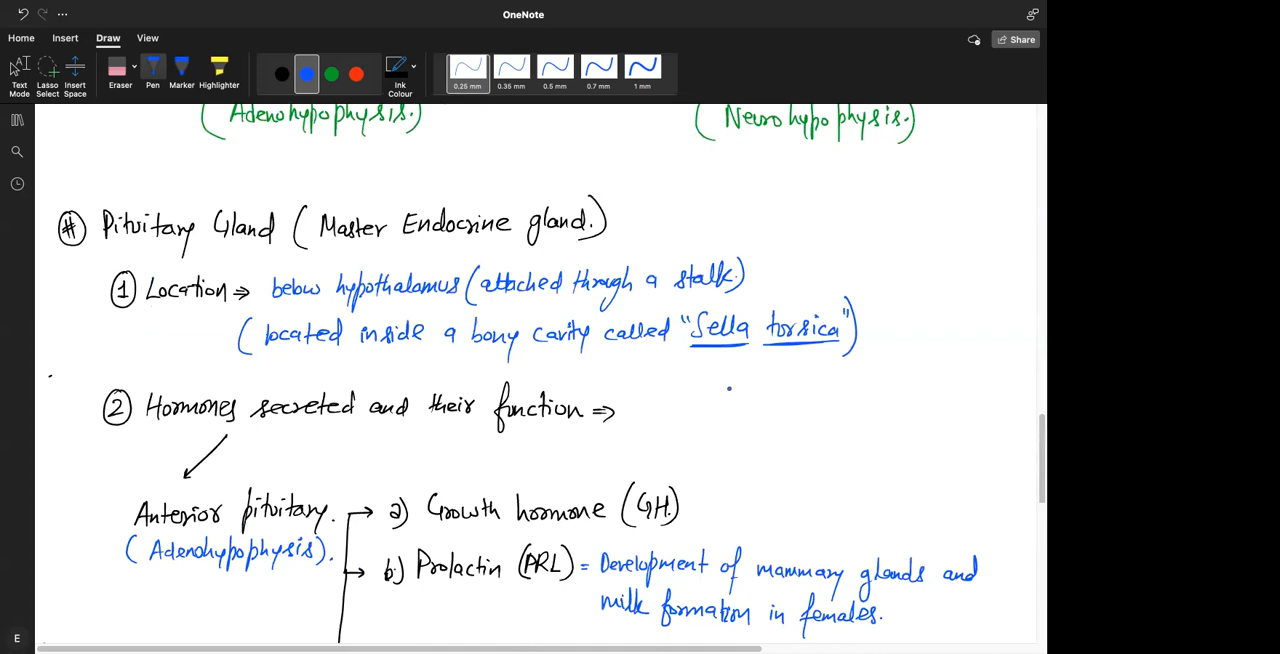 OneNote
Home Insert Draw View
Share
Text Mode Lasso Select Insert Space Eraser Pen Marker Highlighter Ink Colour 0.25 mm 0.35 mm 0.5 mm 0.7 mm 1 mm
(Adenohypophysis.) (Neurohypophysis.)
# Pituitary Gland (Master Endocrine gland.)
1 Location ⇒ below hypothalamus (attached through a stalk.)
(located inside a bony cavity called "Sella torsica")
2 Hormones secreted and their function ⇒
Anterior pituitary. → a) Growth hormone (GH.)
(Adenohypophysis). → b.) Prolactin (PRL) = Development of mammary glands and
milk formation in females.
E